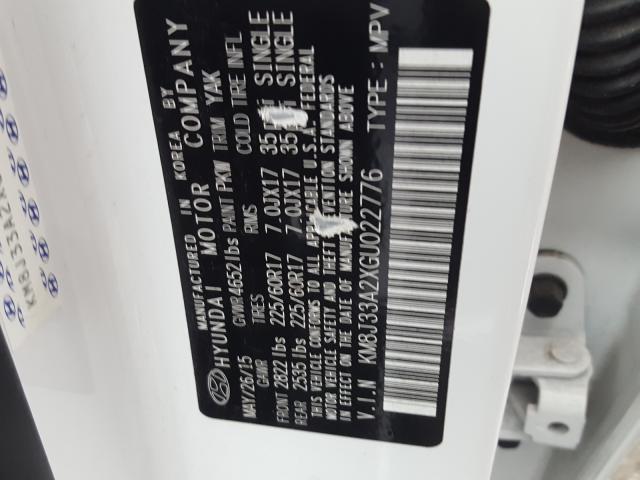 MANUFACTURED IN KOREA BY
HYUNDAI MOTOR COMPANY
MAY/26/15 GVWR 4652 lbs PAINT PKW TRIM YAK
GAWR TIRES RIMS COLD TIRE INFL
FRONT 2822 lbs 225/60R17 7.0JX17 35 SINGLE
REAR 2535 lbs 225/60R17 7.0JX17 35 SINGLE
THIS VEHICLE CONFORMS TO ALL APPLICABLE U.S.A. FEDERAL
MOTOR VEHICLE SAFETY AND THEFT PREVENTION STANDARDS
IN EFFECT ON THE DATE OF MANUFACTURE SHOWN ABOVE
V.I.N KM8J33A2XGU022776 TYPE : MPV
KM8J33A2X